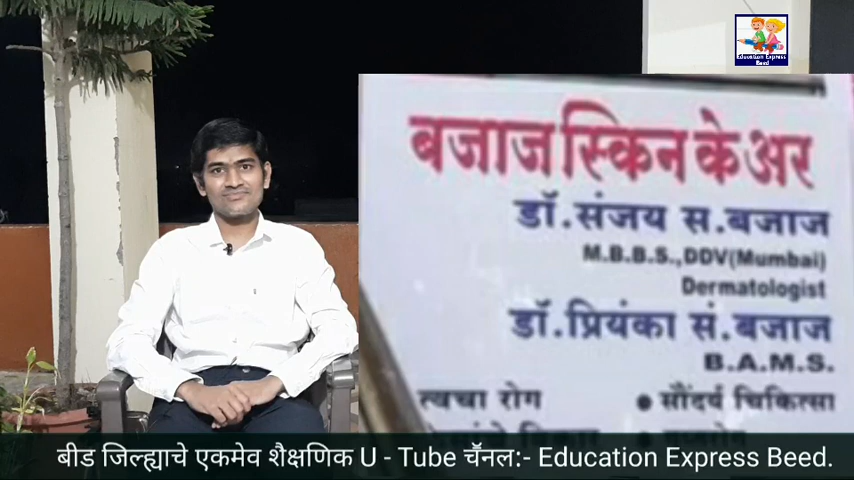 Education Express
Beed
बजाज स्किन केअर
डॉ.संजय स.बजाज
M.B.B.S.,DDV(Mumbai)
Dermatologist
डॉ.प्रियंका सं.बजाज
B.A.M.S.
त्वचा रोग ● सौंदर्य चिकित्सा
बीड जिल्ह्याचे एकमेव शैक्षणिक U - Tube चॅनल:- Education Express Beed.